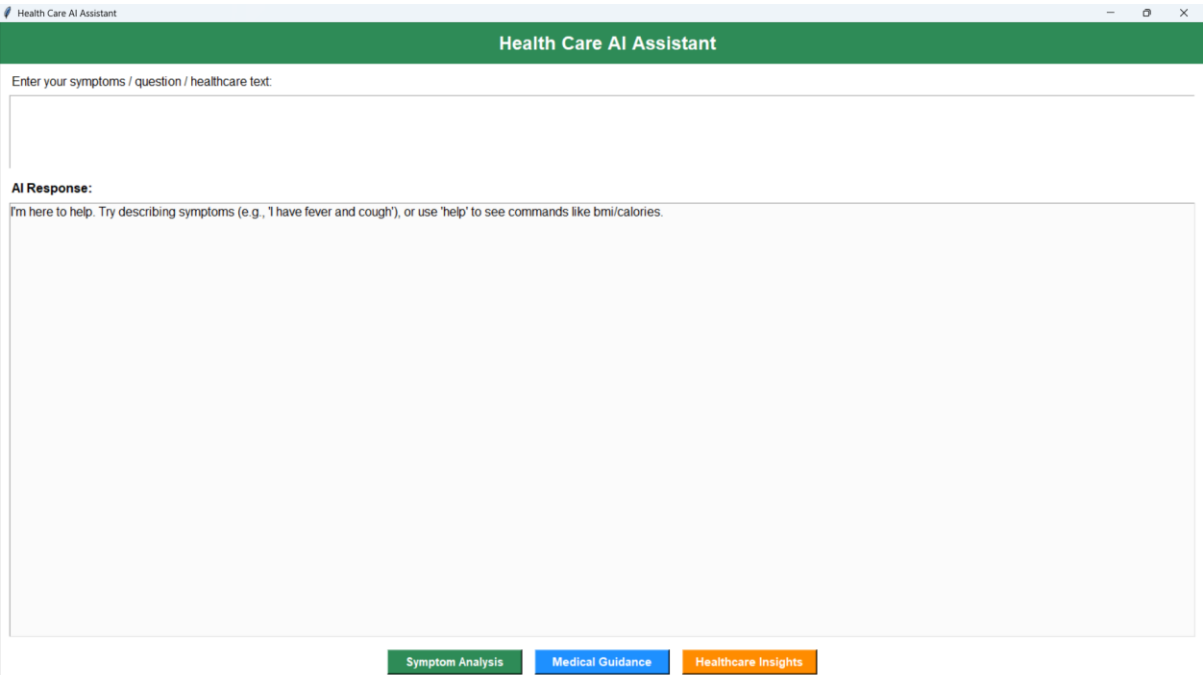 Health Care AI Assistant
Health Care AI Assistant
Enter your symptoms / question / healthcare text:
AI Response:
I'm here to help. Try describing symptoms (e.g., 'I have fever and cough'), or use 'help' to see commands like bmi/calories.
Symptom Analysis
Medical Guidance
Healthcare Insights